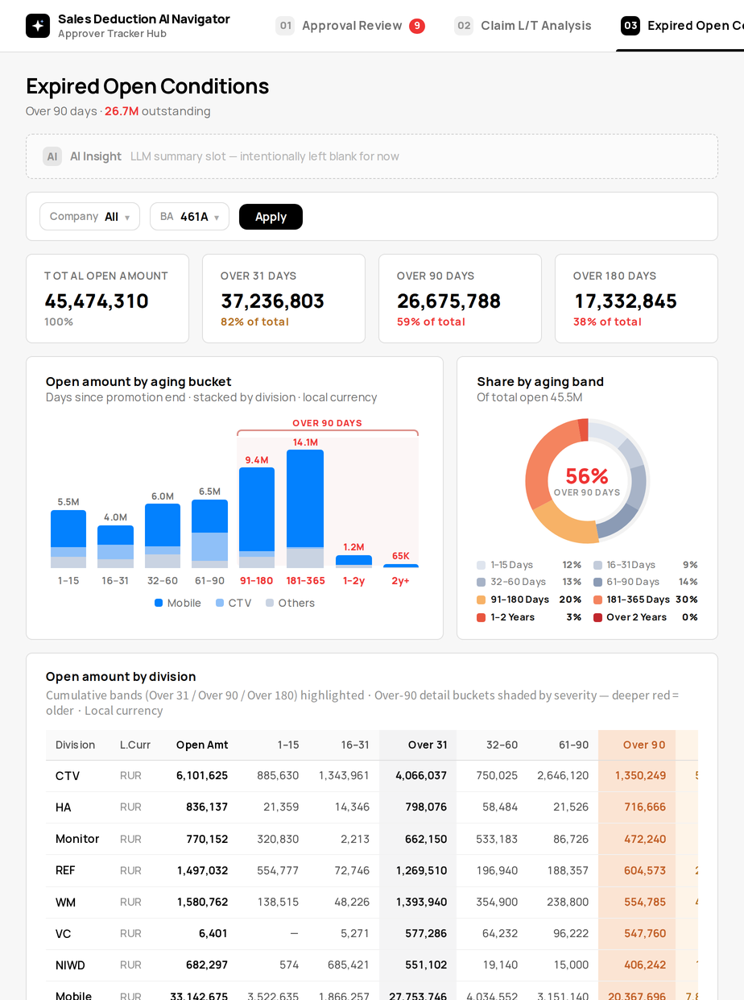 Sales Deduction AI Navigator
Approver Tracker Hub
01 Approval Review 9
02 Claim L/T Analysis
03 Expired Open
Expired Open Conditions
Over 90 days · 26.7M outstanding
AI AI Insight LLM summary slot — intentionally left blank for now
Company All ▾ BA 461A ▾ Apply
TOTAL OPEN AMOUNT
45,474,310
100%
OVER 31 DAYS
37,236,803
82% of total
OVER 90 DAYS
26,675,788
59% of total
OVER 180 DAYS
17,332,845
38% of total
Open amount by aging bucket
Days since promotion end · stacked by division · local currency
OVER 90 DAYS
5.5M 4.0M 6.0M 6.5M 9.4M 14.1M 1.2M 65K
1–15 16–31 32–60 61–90 91–180 181–365 1–2y 2y+
Mobile CTV Others
Share by aging band
Of total open 45.5M
56%
OVER 90 DAYS
1–15 Days 12% 16–31 Days 9%
32–60 Days 13% 61–90 Days 14%
91–180 Days 20% 181–365 Days 30%
1–2 Years 3% Over 2 Years 0%
Open amount by division
Cumulative bands (Over 31 / Over 90 / Over 180) highlighted · Over-90 detail buckets shaded by severity — deeper red =
older · Local currency
Division L.Curr Open Amt 1–15 16–31 Over 31 32–60 61–90 Over 90
CTV RUR 6,101,625 885,630 1,343,961 4,066,037 750,025 2,646,120 1,350,249
HA RUR 836,137 21,359 14,346 798,076 58,484 21,526 716,666
Monitor RUR 770,152 320,830 2,213 662,150 533,183 86,726 472,240
REF RUR 1,497,032 554,777 72,746 1,269,510 196,940 188,357 604,573
WM RUR 1,580,762 138,515 48,226 1,393,940 354,900 238,800 554,785
VC RUR 6,401 — 5,271 577,286 64,232 96,222 547,760
NIWD RUR 682,297 574 685,421 551,102 19,140 15,000 406,242
Mobile RUR 33,142,675 3,522,635 1,866,257 27,753,746 4,034,552 3,151,140 20,367,696